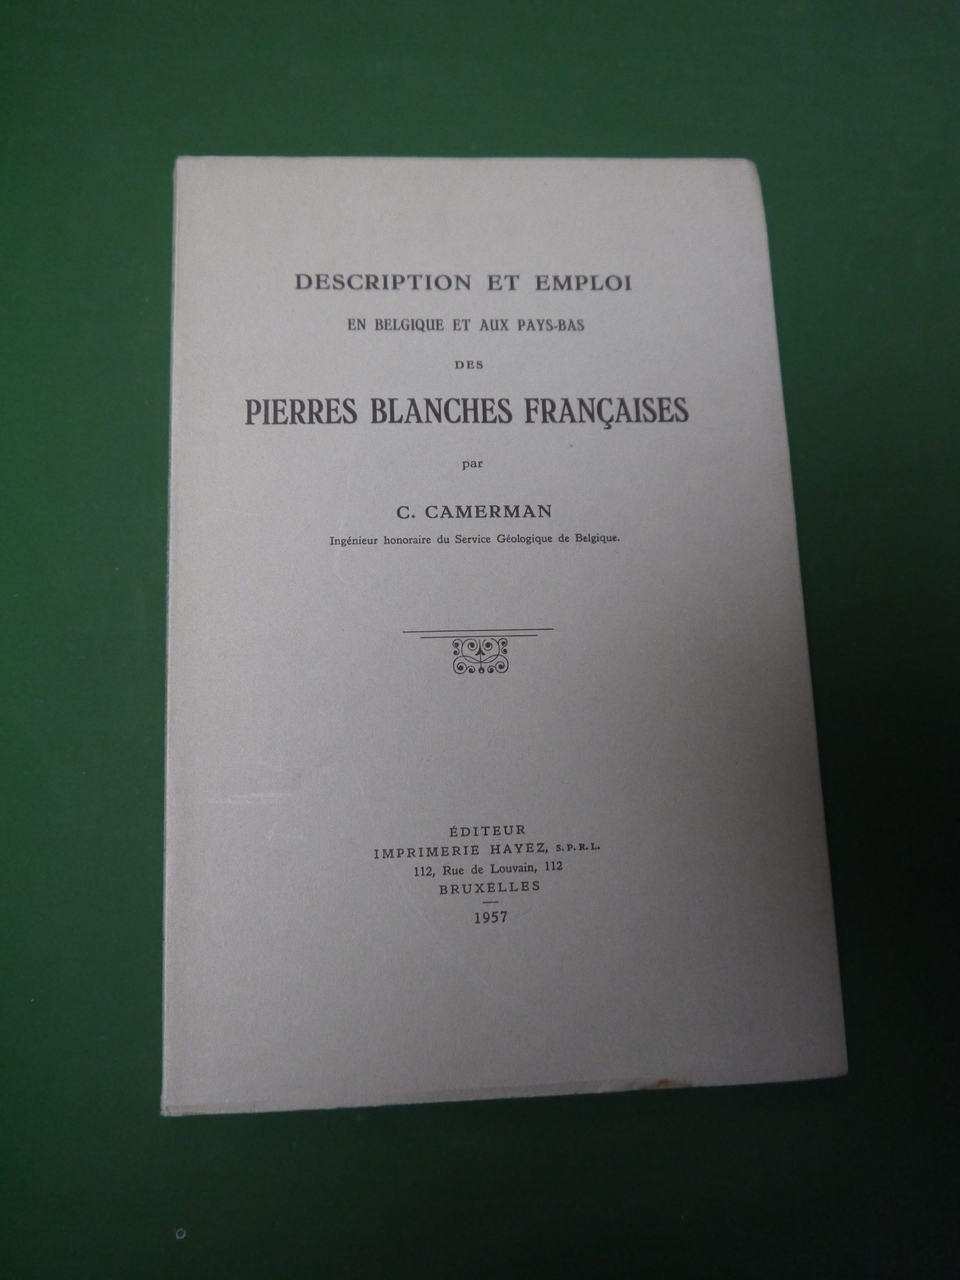 DESCRIPTION ET EMPLOI
EN BELGIQUE ET AUX PAYS-BAS
DES
PIERRES BLANCHES FRANÇAISES
par
C. CAMERMAN
Ingénieur honoraire du Service Géologique de Belgique.
ÉDITEUR
IMPRIMERIE HAYEZ, S.P.R.L.
112, Rue de Louvain, 112
BRUXELLES
1957